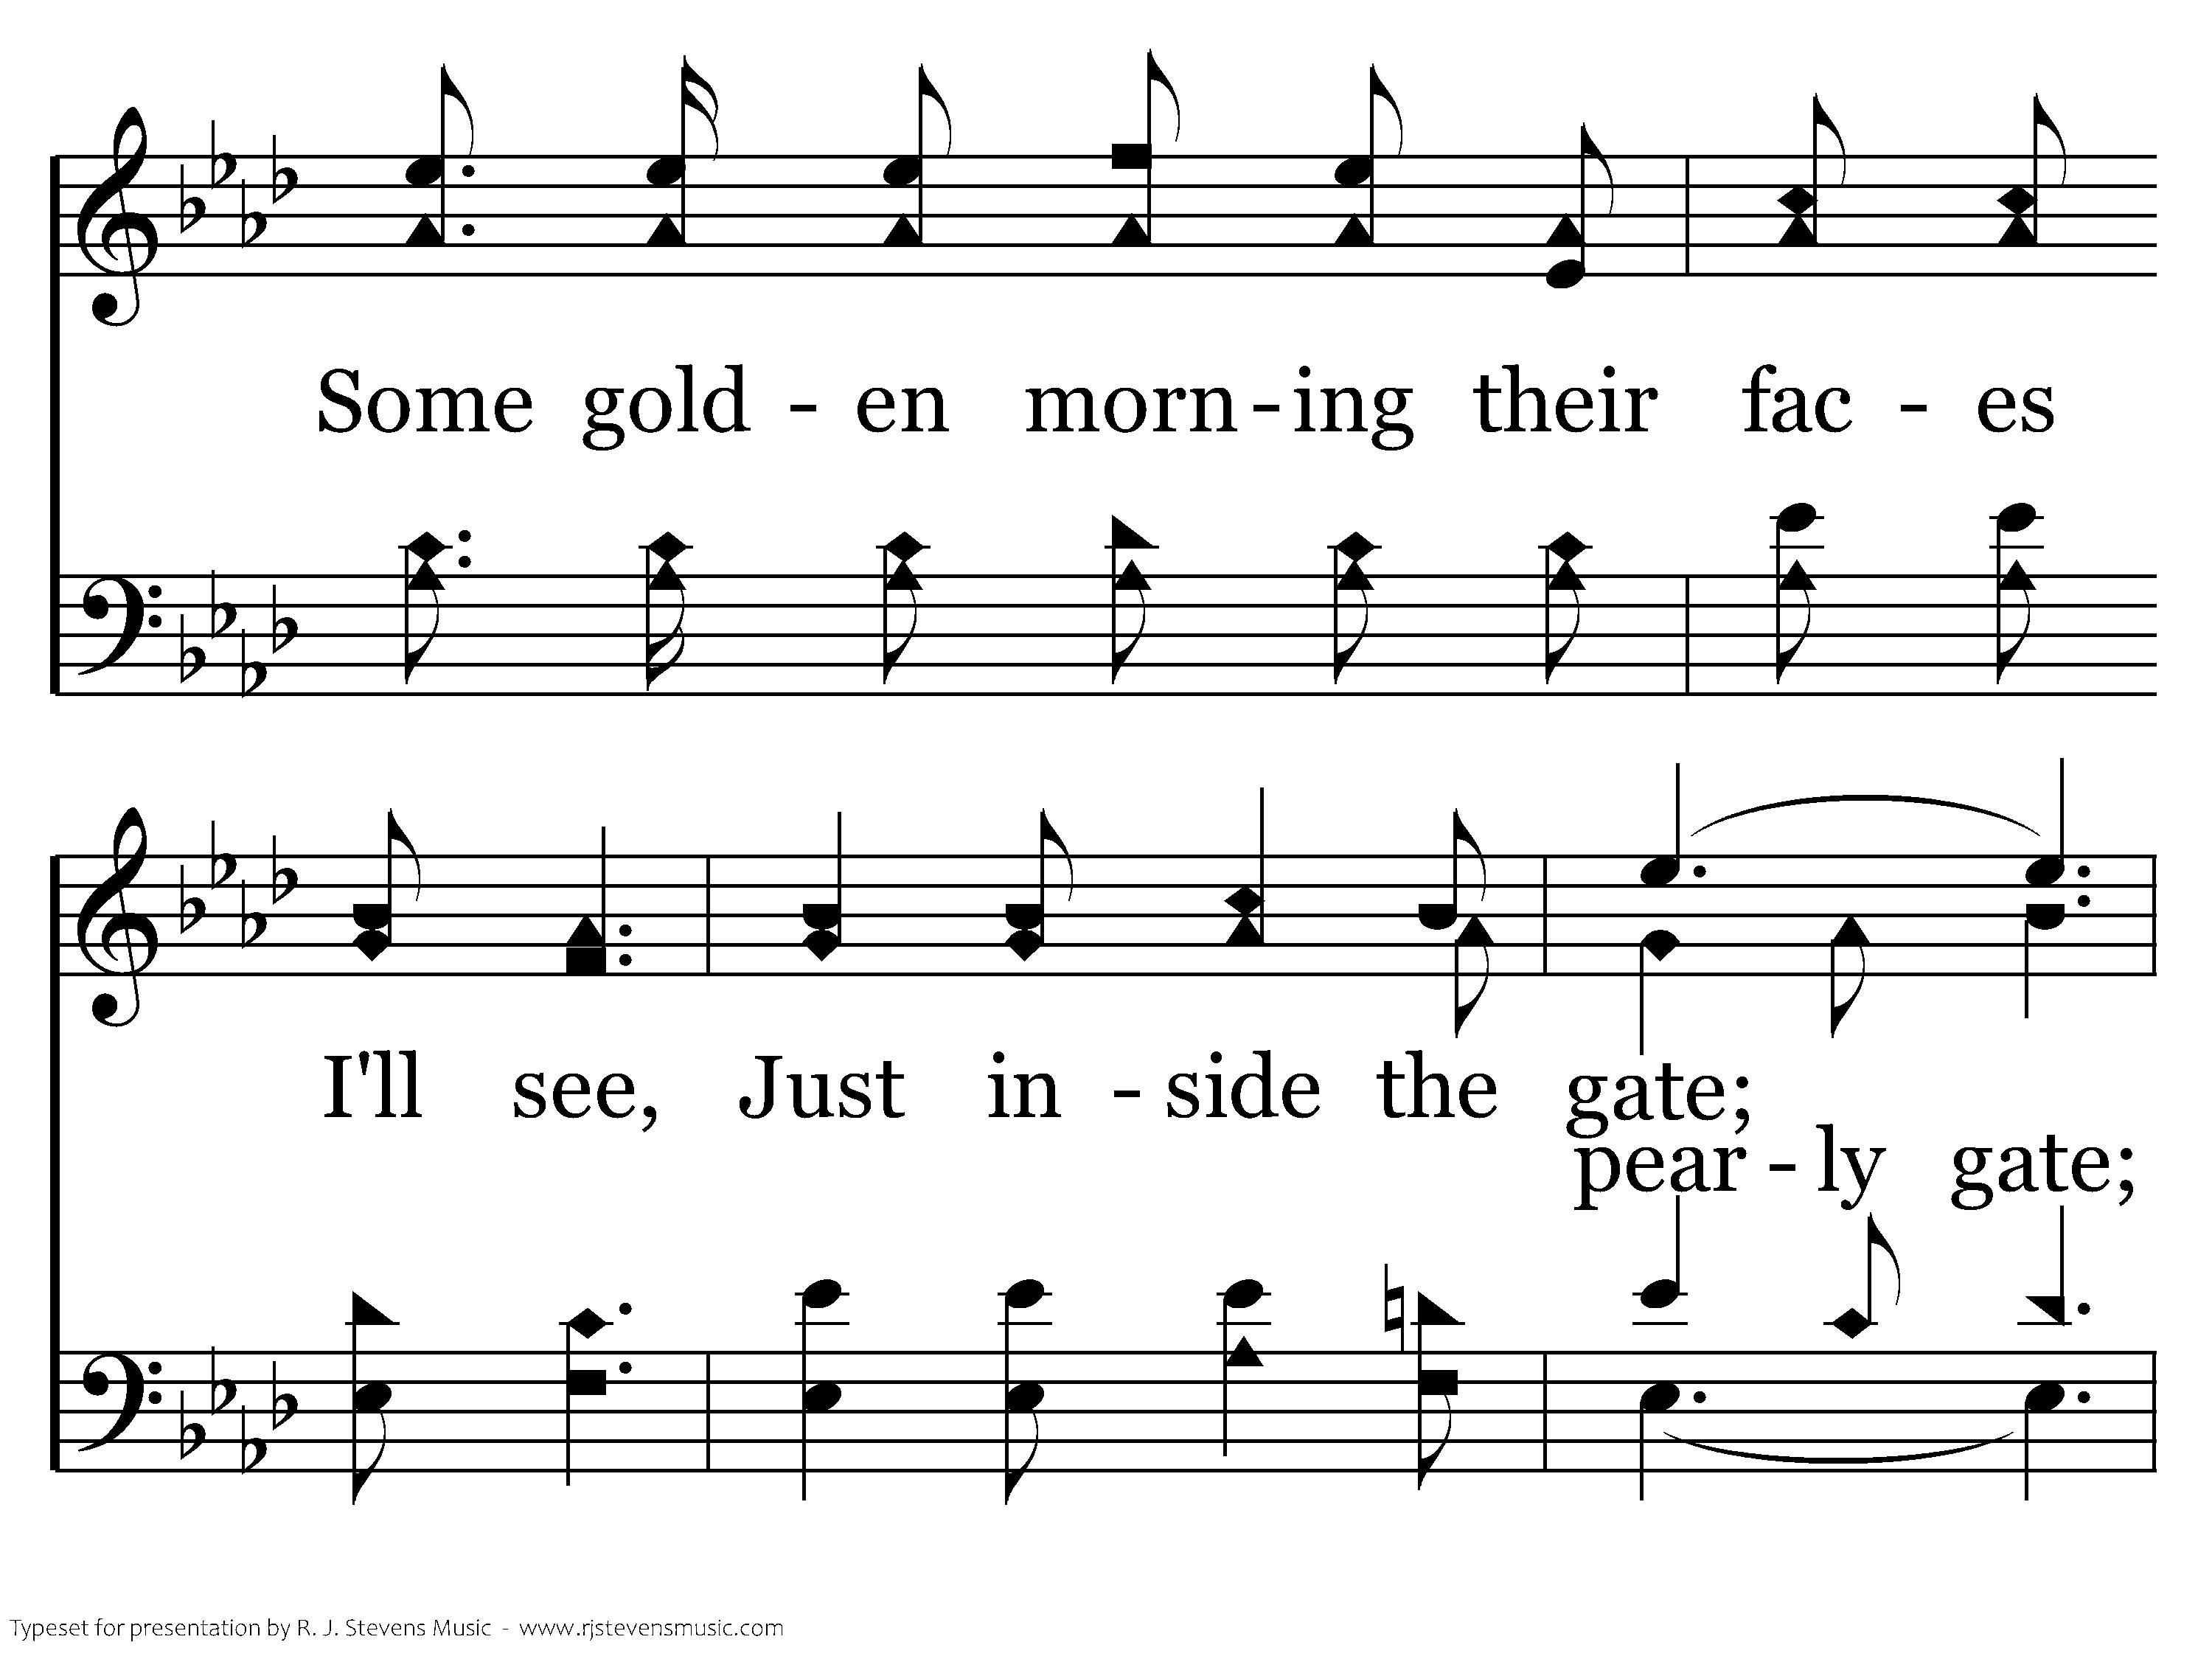 Some gold - en morn - ing their fac - es
I'll see, Just in - side the gate;
pear - ly gate;
Typeset for presentation by R. J. Stevens Music - www.rjstevensmusic.com